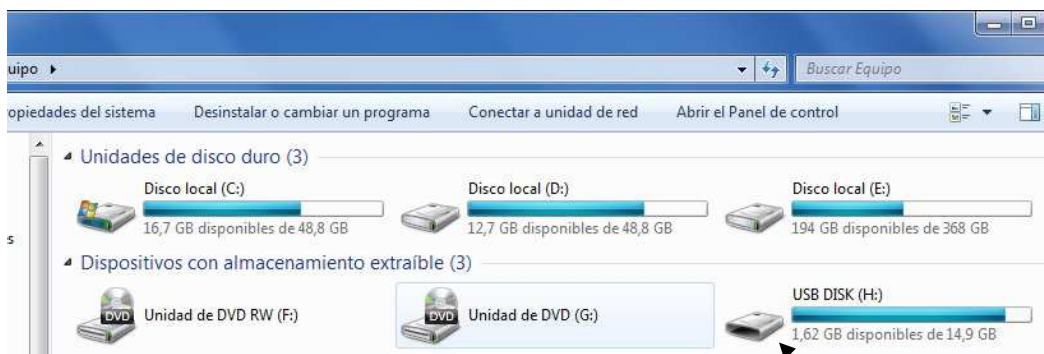 uipo
Buscar Equipo
opiedades del sistema Desinstalar o cambiar un programa Conectar a unidad de red Abrir el Panel de control
Unidades de disco duro (3)
Disco local (C:) Disco local (D:) Disco local (E:)
16,7 GB disponibles de 48,8 GB 12,7 GB disponibles de 48,8 GB 194 GB disponibles de 368 GB
s
Dispositivos con almacenamiento extraíble (3)
DVD Unidad de DVD RW (F:) DVD Unidad de DVD (G:) USB DISK (H:)
1,62 GB disponibles de 14,9 GB